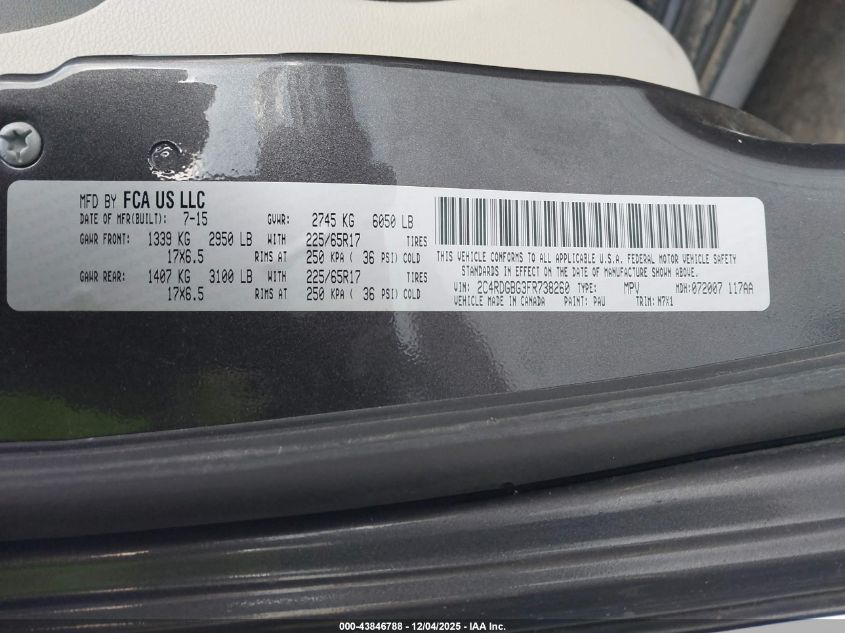 MFD BY FCA US LLC
DATE OF MFR(BUILT): 7-15 GVWR: 2745 KG 6050 LB
GAWR FRONT: 1339 KG 2950 LB WITH 225/65R17 TIRES
17X6.5 RIMS AT 250 KPA ( 36 PSI) COLD
GAWR REAR: 1407 KG 3100 LB WITH 225/65R17 TIRES
17X6.5 RIMS AT 250 KPA ( 36 PSI) COLD
THIS VEHICLE CONFORMS TO ALL APPLICABLE U.S.A. FEDERAL MOTOR VEHICLE SAFETY
STANDARDS IN EFFECT ON THE DATE OF MANUFACTURE SHOWN ABOVE.
VIN: 2C4RDGBG3FR738260 TYPE: MPV MDH:072007 117AA
VEHICLE MADE IN CANADA PAINT: PAU TRIM: M7X1
000-43846788 - 12/04/2025 - IAA Inc.